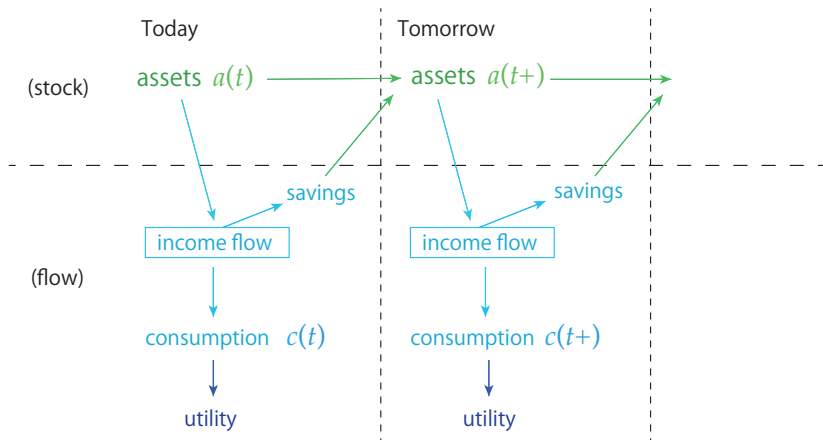 Today Tomorrow
(stock) assets a(t) assets a(t+)
savings savings
income flow income flow
(flow)
consumption c(t) consumption c(t+)
utility utility